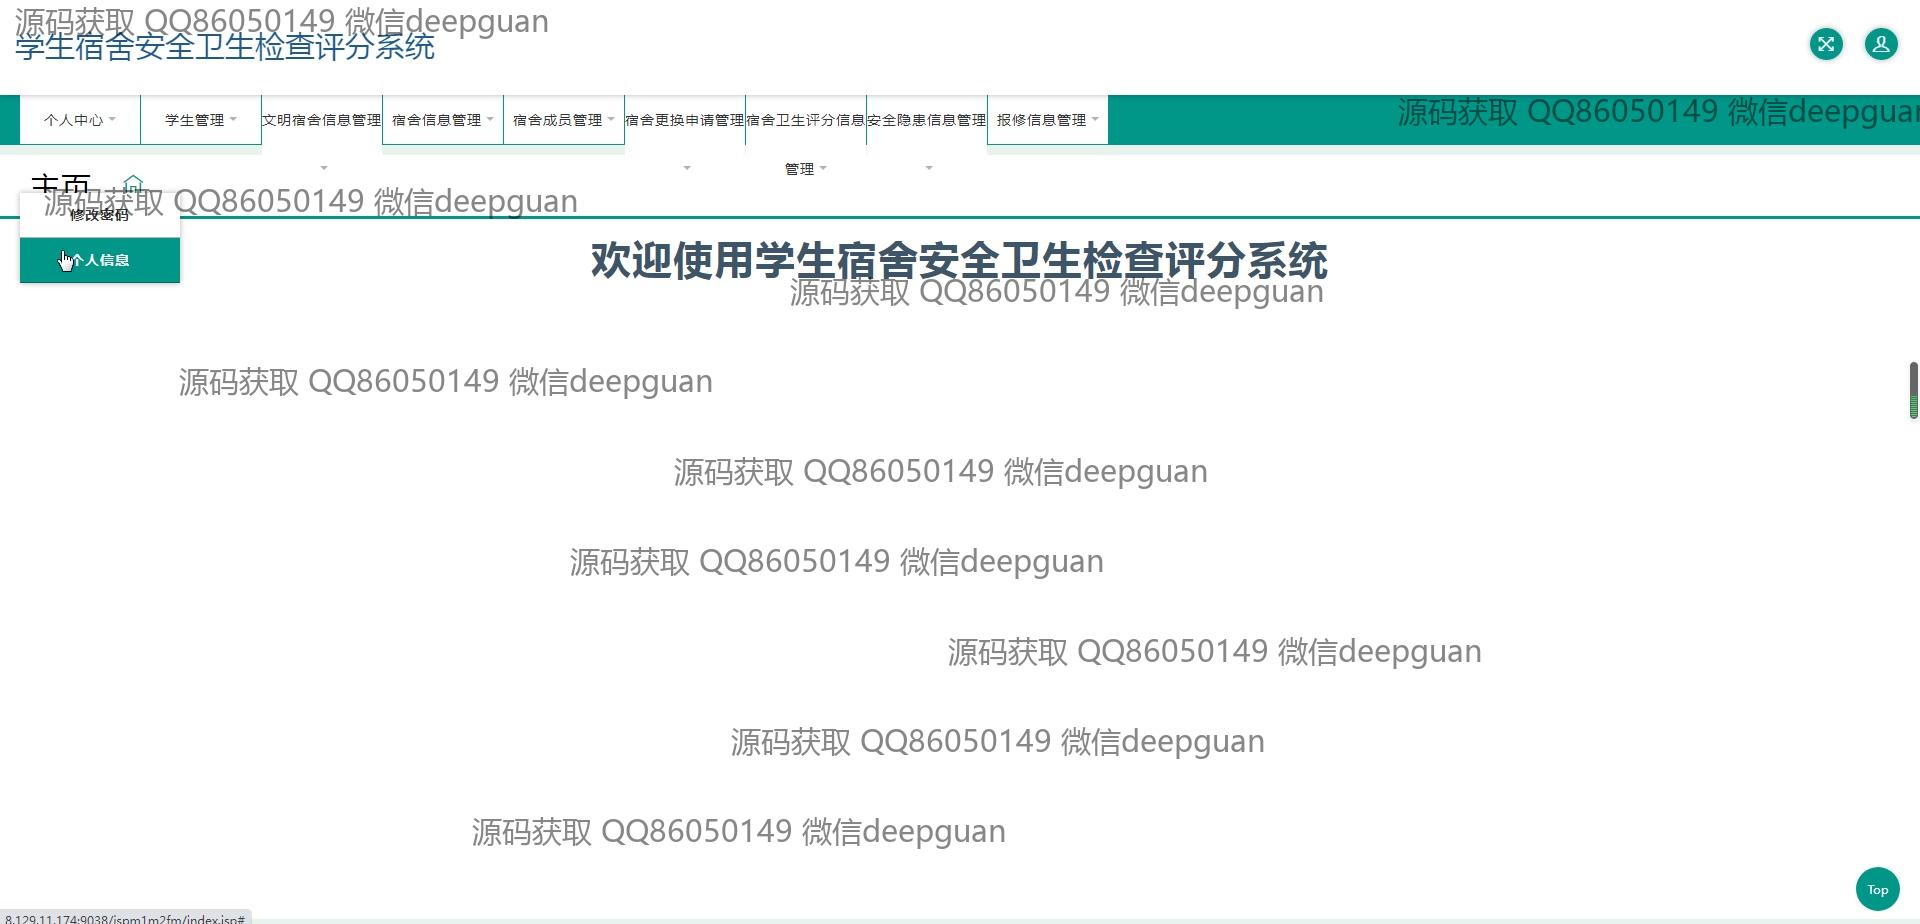 源码获取 QQ86050149 微信deepguan
学生宿舍安全卫生检查评分系统
个人中心
学生管理
文明宿舍信息管理
宿舍信息管理
宿舍成员管理
宿舍更换申请管理
宿舍卫生评分信息
管理
安全隐患信息管理
报修信息管理
源码获取 QQ86050149 微信deepguan
主页
源码获取 QQ86050149 微信deepguan
修改密码
个人信息
欢迎使用学生宿舍安全卫生检查评分系统
源码获取 QQ86050149 微信deepguan
源码获取 QQ86050149 微信deepguan
源码获取 QQ86050149 微信deepguan
源码获取 QQ86050149 微信deepguan
源码获取 QQ86050149 微信deepguan
源码获取 QQ86050149 微信deepguan
源码获取 QQ86050149 微信deepguan
Top
8.129.11.174:9038/jspm1m2fm/index.jsp#